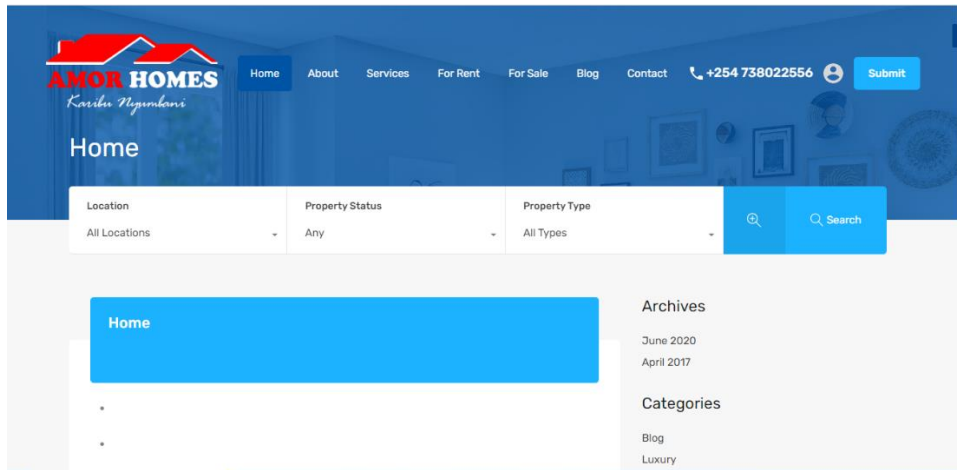 AMOR HOMES
Karibu Nyumbani
Home About Services For Rent For Sale Blog Contact +254 738022556 Submit
Home
Location Property Status Property Type
All Locations Any All Types Search
Home
Archives
June 2020
April 2017
Categories
Blog
Luxury